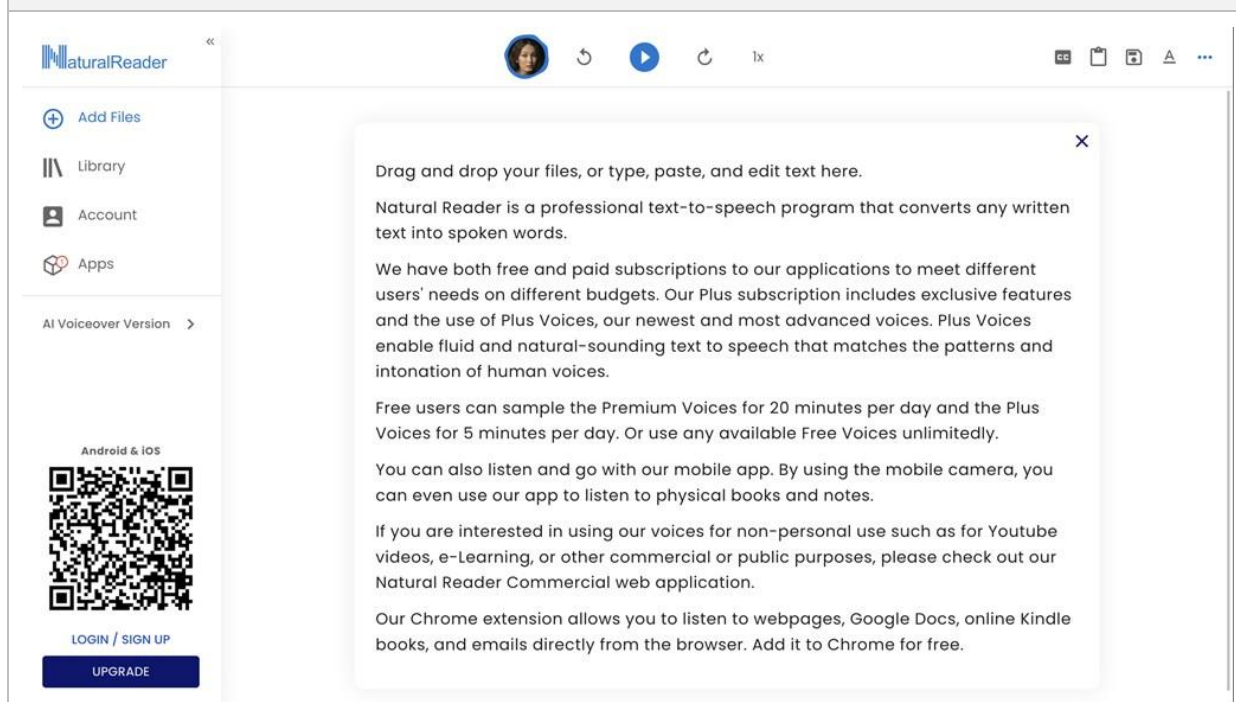 NaturalReader
«
1x
CC
A
Add Files
Library
Account
Apps
AI Voiceover Version
Android & iOS
LOGIN / SIGN UP
UPGRADE
Drag and drop your files, or type, paste, and edit text here.
Natural Reader is a professional text-to-speech program that converts any written
text into spoken words.
We have both free and paid subscriptions to our applications to meet different
users' needs on different budgets. Our Plus subscription includes exclusive features
and the use of Plus Voices, our newest and most advanced voices. Plus Voices
enable fluid and natural-sounding text to speech that matches the patterns and
intonation of human voices.
Free users can sample the Premium Voices for 20 minutes per day and the Plus
Voices for 5 minutes per day. Or use any available Free Voices unlimitedly.
You can also listen and go with our mobile app. By using the mobile camera, you
can even use our app to listen to physical books and notes.
If you are interested in using our voices for non-personal use such as for Youtube
videos, e-Learning, or other commercial or public purposes, please check out our
Natural Reader Commercial web application.
Our Chrome extension allows you to listen to webpages, Google Docs, online Kindle
books, and emails directly from the browser. Add it to Chrome for free.